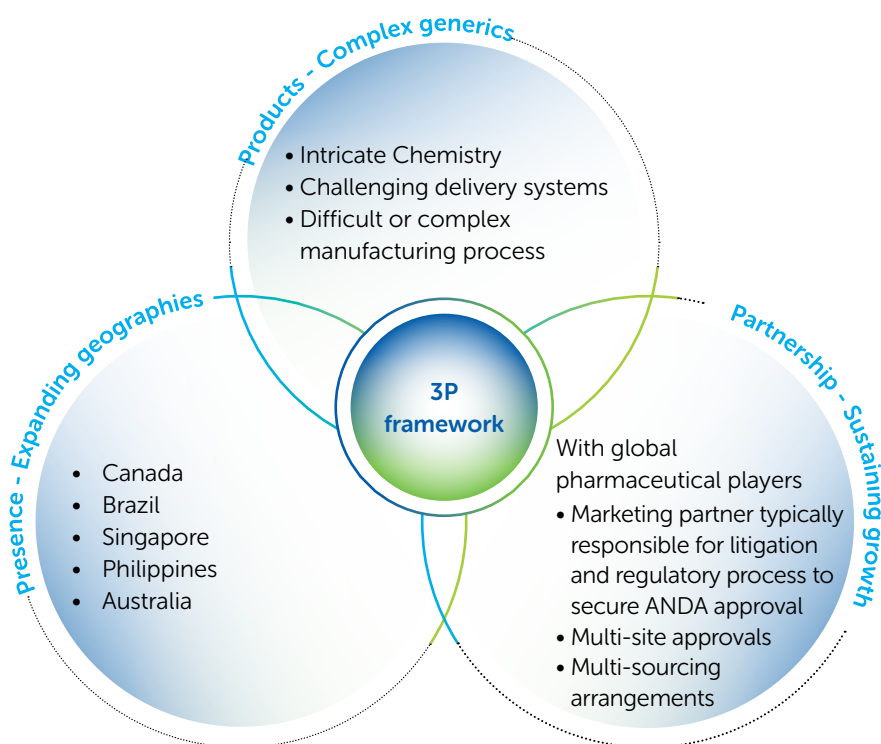 Products - Complex generics
• Intricate Chemistry
• Challenging delivery systems
• Difficult or complex
manufacturing process
Presence - Expanding geographies
• Canada
• Brazil
• Singapore
• Philippines
• Australia
3P
framework
Partnership - Sustaining growth
With global
pharmaceutical players
• Marketing partner typically
responsible for litigation
and regulatory process to
secure ANDA approval
• Multi-site approvals
• Multi-sourcing
arrangements